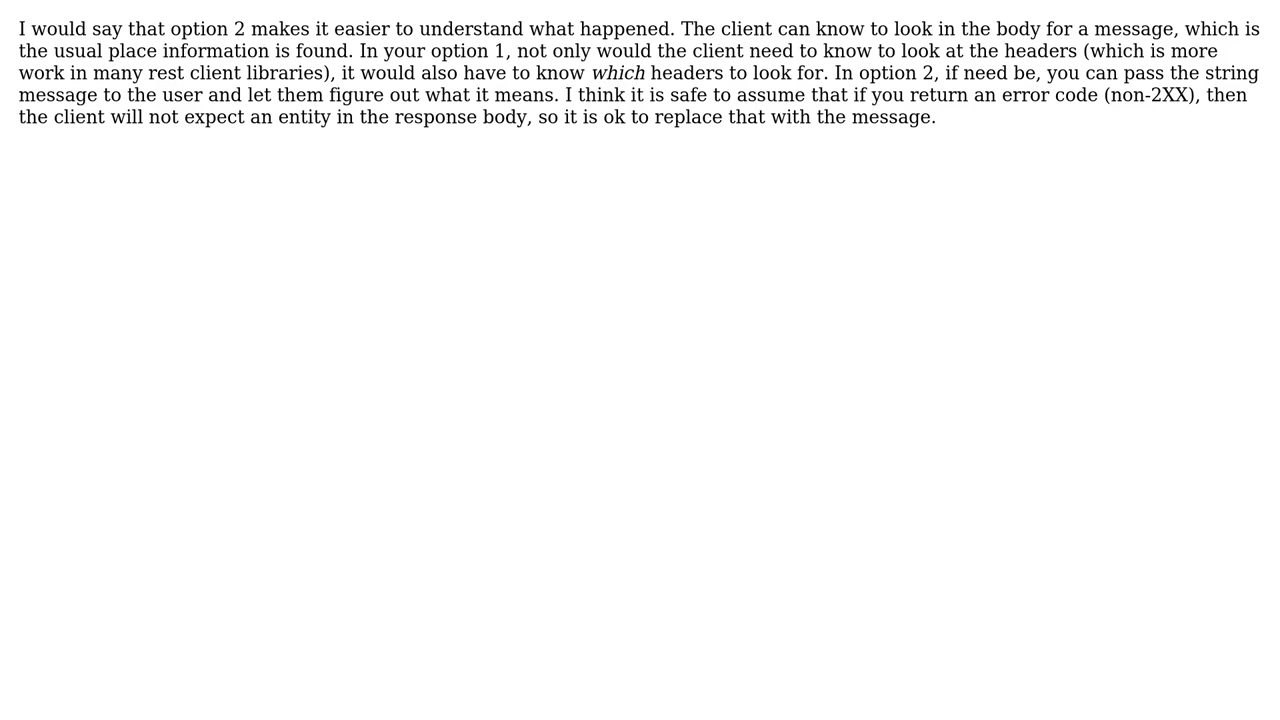 I would say that option 2 makes it easier to understand what happened. The client can know to look in the body for a message, which is
the usual place information is found. In your option 1, not only would the client need to know to look at the headers (which is more
work in many rest client libraries), it would also have to know which headers to look for. In option 2, if need be, you can pass the string
message to the user and let them figure out what it means. I think it is safe to assume that if you return an error code (non-2XX), then
the client will not expect an entity in the response body, so it is ok to replace that with the message.